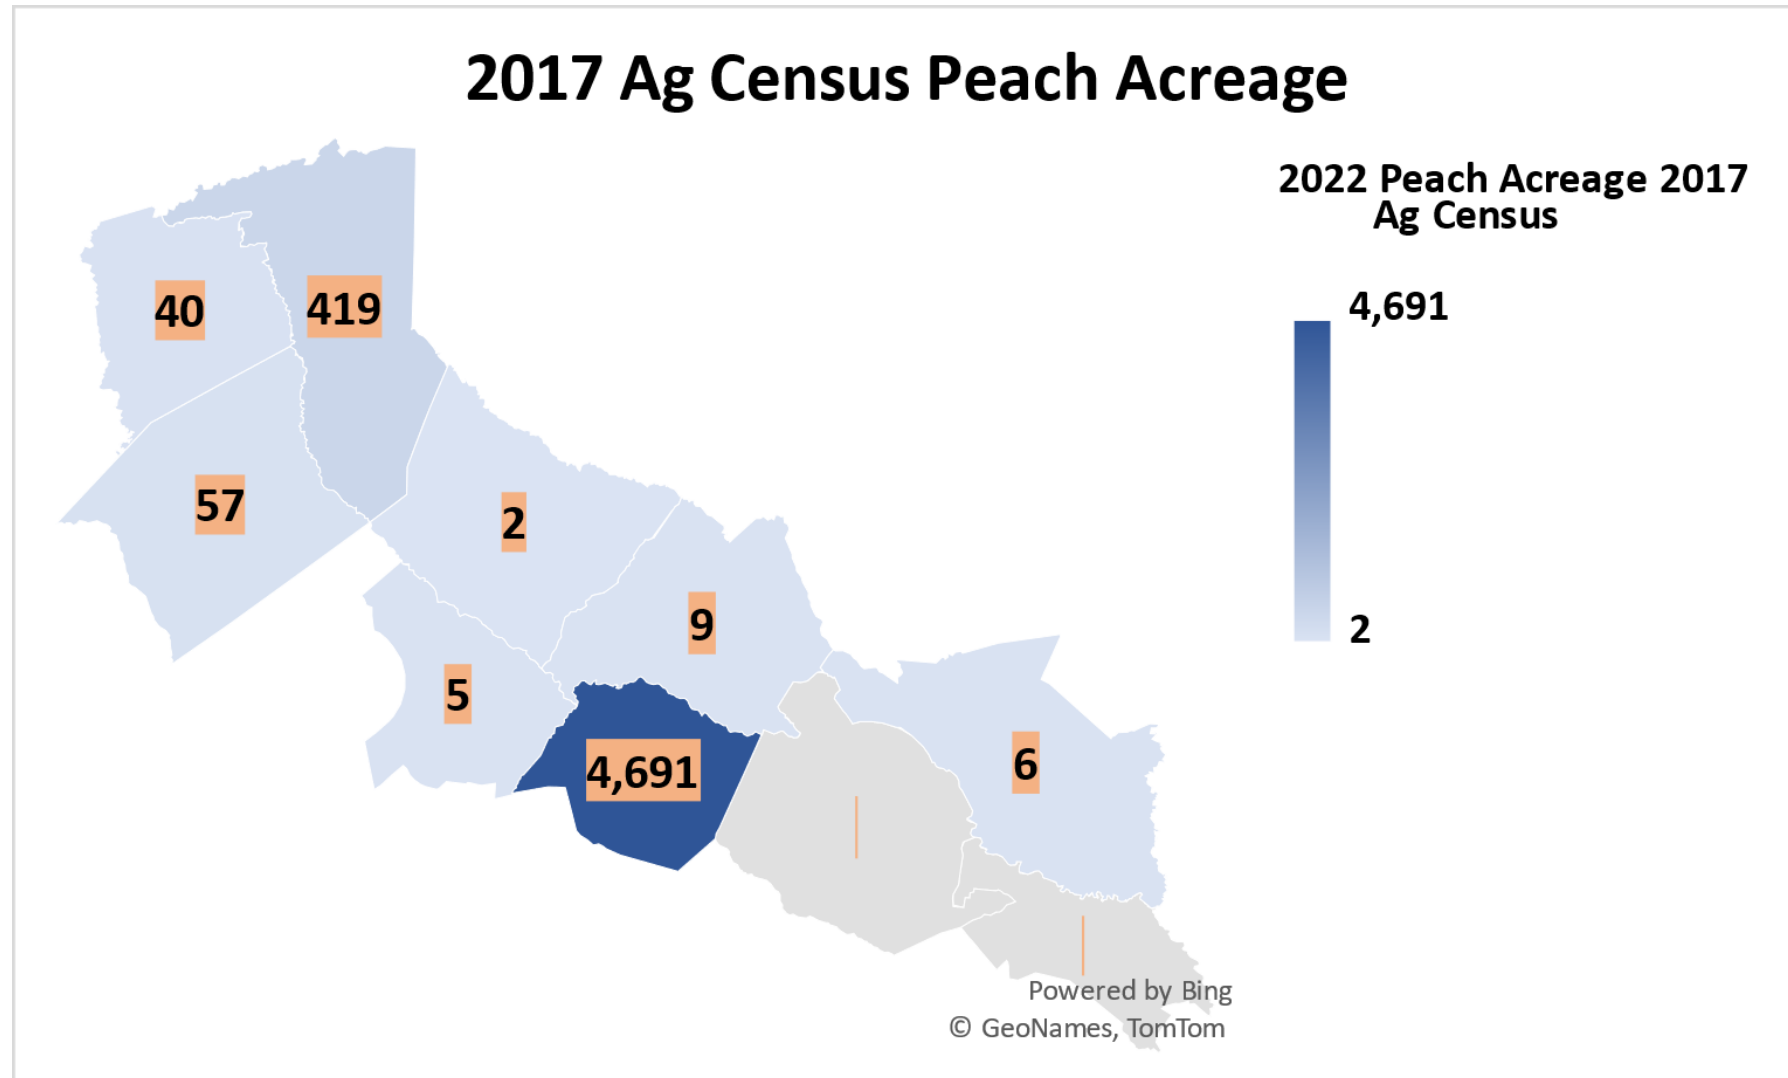 2017 Ag Census Peach Acreage
2022 Peach Acreage 2017
Ag Census
4,691
2
40
419
57
2
9
5
4,691
6
Powered by Bing
© GeoNames, TomTom